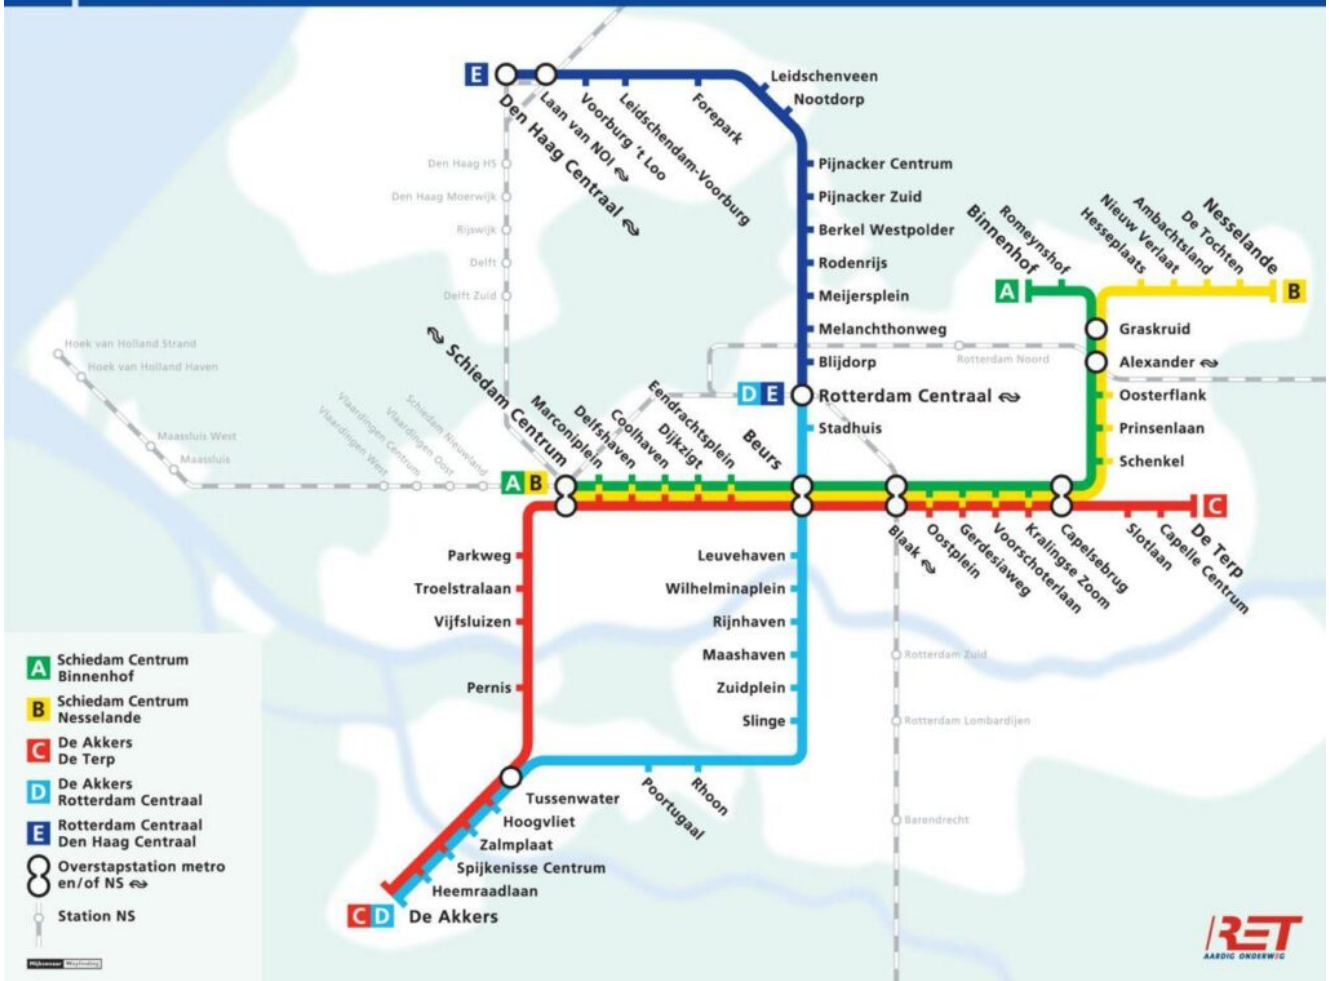 E
Den Haag Centraal
Laan van NOI
Voorburg 't Loo
Leidschendam-Voorburg
Forepark
Leidschenveen
Nootdorp
Pijnacker Centrum
Pijnacker Zuid
Berkel Westpolder
Rodenrijs
Meijersplein
Melanchthonweg
Blijdorp
D E
Rotterdam Centraal
Stadhuis
Den Haag HS
Den Haag Moerwijk
Rijswijk
Delft
Delft Zuid
Hoek van Holland Strand
Hoek van Holland Haven
Maassluis West
Maassluis
Vlaardingen West
Vlaardingen Centrum
Vlaardingen Oost
Schiedam Nieuwland
A B
Schiedam Centrum
Marconiplein
Delfshaven
Coolhaven
Dijkzigt
Eendrachtsplein
Beurs
Blaak
Oostplein
Gerdesiaweg
Voorschoterlaan
Kralingse Zoom
Capelsebrug
Slotlaan
Capelle Centrum
De Terp
C
A
Binnenhof
Romeynshof
Hesseplaats
Nieuw Verlaat
Ambachtsland
De Tochten
Nesselande
B
Graskruid
Alexander
Oosterflank
Prinsenlaan
Schenkel
Rotterdam Noord
Rotterdam Zuid
Rotterdam Lombardijen
Barendrecht
Parkweg
Troelstralaan
Vijfsluizen
Pernis
Leuvehaven
Wilhelminaplein
Rijnhaven
Maashaven
Zuidplein
Slinge
Rhoon
Poortugaal
Tussenwater
Hoogvliet
Zalmplaat
Spijkenisse Centrum
Heemraadlaan
C D
De Akkers
A
Schiedam Centrum
Binnenhof
B
Schiedam Centrum
Nesselande
C
De Akkers
De Terp
D
De Akkers
Rotterdam Centraal
E
Rotterdam Centraal
Den Haag Centraal
Overstapstation metro
en/of NS
Station NS
Mijksenaar Wayfinding
RET
AARDIG ONDERWEG